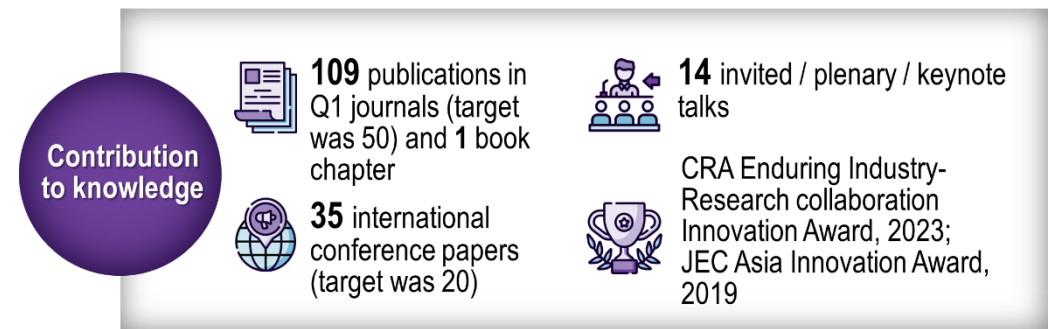 Contribution
to knowledge
109 publications in
Q1 journals (target
was 50) and 1 book
chapter
35 international
conference papers
(target was 20)
14 invited / plenary / keynote
talks
CRA Enduring Industry-
Research collaboration
Innovation Award, 2023;
JEC Asia Innovation Award,
2019